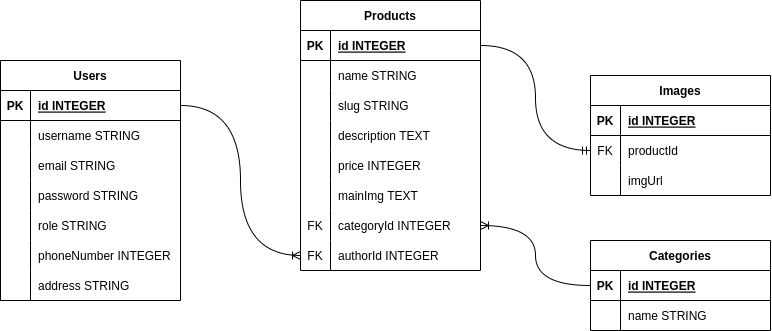 Users
PK id INTEGER
username STRING
email STRING
password STRING
role STRING
phoneNumber INTEGER
address STRING
Products
PK id INTEGER
name STRING
slug STRING
description TEXT
price INTEGER
mainImg TEXT
FK categoryId INTEGER
FK authorId INTEGER
Images
PK id INTEGER
FK productId
imgUrl
Categories
PK id INTEGER
name STRING